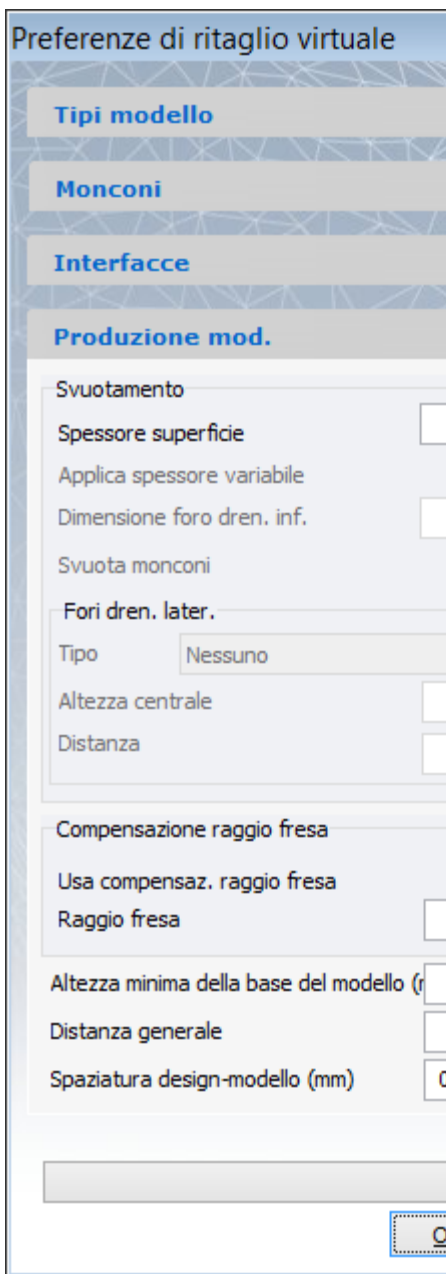 Preferenze di ritaglio virtuale
Tipi modello
Monconi
Interfacce
Produzione mod.
Svuotamento
Spessore superficie
Applica spessore variabile
Dimensione foro dren. inf.
Svuota monconi
Fori dren. later.
Tipo Nessuno
Altezza centrale
Distanza
Compensazione raggio fresa
Usa compensaz. raggio fresa
Raggio fresa
Altezza minima della base del modello (
Distanza generale
Spaziatura design-modello (mm) 0
O